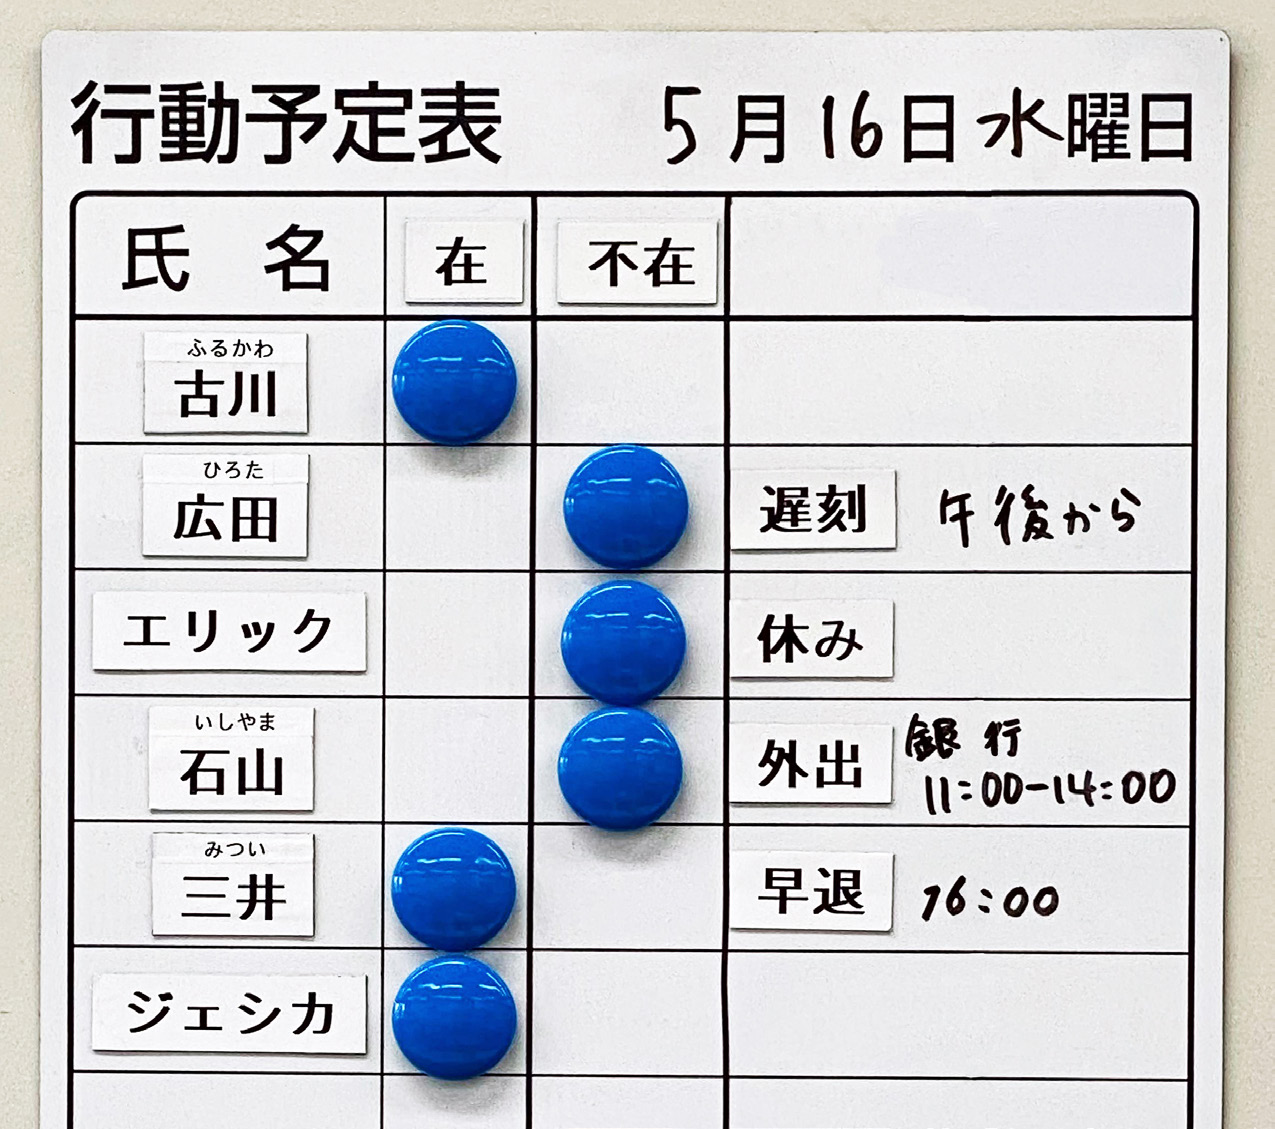 行動予定表 5月16日水曜日
氏 名 在 不在
ふるかわ
古川
ひろた
広田 遅刻 午後から
エリック 休み
いしやま
石山 外出 銀行
11:00-14:00
みつい
三井 早退 16:00
ジェシカ